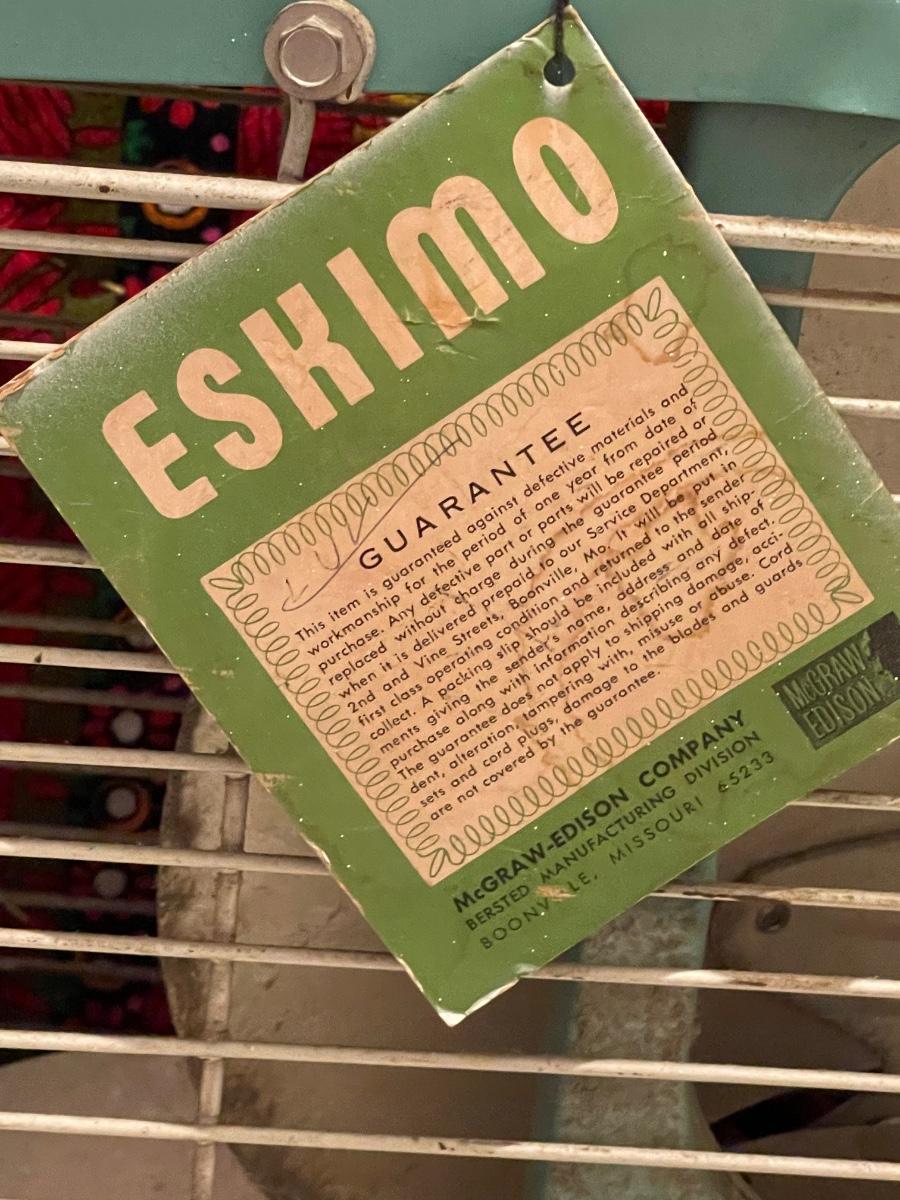 ESKIMO
GUARANTEE
This item is guaranteed against defective materials and
workmanship for the period of one year from date of
purchase. Any defective part or parts will be repaired or
replaced without charge during the guarantee period
when it is delivered prepaid to our Service Department,
2nd and Vine Streets, Boonville, Mo. It will be put in
first class operating condition and returned to the sender
collect. A packing slip should be included with all ship-
ments giving the sender's name, address and date of
purchase along with information describing any defect.
The guarantee does not apply to shipping damage, acci-
dent, alteration, tampering with, misuse or abuse. Cord
sets and cord plugs, damage to the blades and guards
are not covered by the guarantee.
McGRAW-EDISON COMPANY
BERSTED MANUFACTURING DIVISION
BOONVILLE, MISSOURI 65233
McGRAW
EDISON